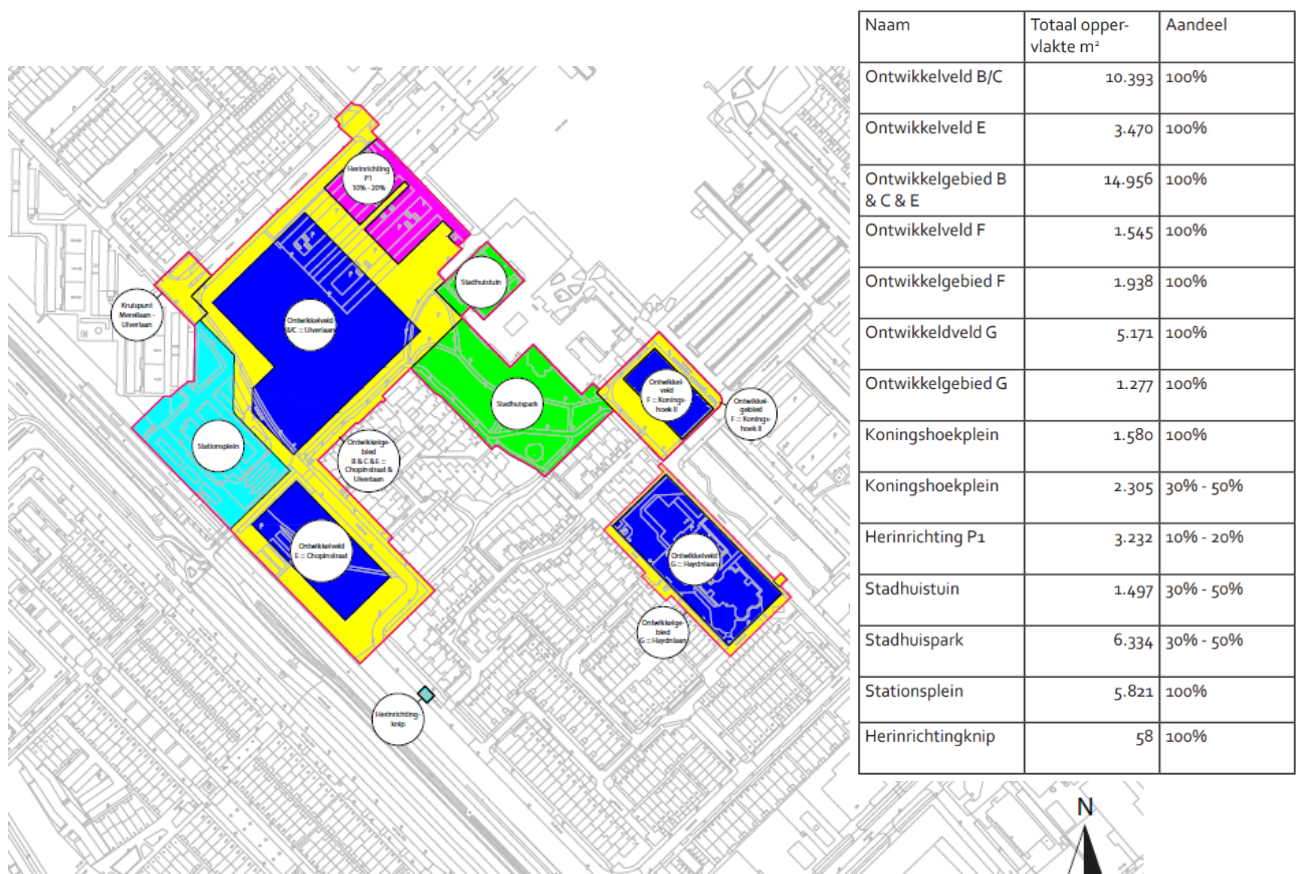 Naam Totaal opper-
vlakte m² Aandeel
Ontwikkelveld B/C 10.393 100%
Ontwikkelveld E 3.470 100%
Ontwikkelgebied B
& C & E 14.956 100%
Ontwikkelveld F 1.545 100%
Ontwikkelgebied F 1.938 100%
Ontwikkeldveld G 5.171 100%
Ontwikkelgebied G 1.277 100%
Koningshoekplein 1.580 100%
Koningshoekplein 2.305 30% - 50%
Herinrichting P1 3.232 10% - 20%
Stadhuistuin 1.497 30% - 50%
Stadhuispark 6.334 30% - 50%
Stationsplein 5.821 100%
Herinrichtingknip 58 100%
Herinrichting
P1
10% - 20%
Stadhuistuin
Kruispunt
Merellaan -
Uiverlaan
Ontwikkelveld
B/C :: Uiverlaan
Ontwikkel-
veld
F :: Konings-
hoek II
Ontwikkel-
gebied
F :: Konings-
hoek II
Stadhuispark
Stationsplein
Ontwikkelge-
bied
B & C & E ::
Chopinstraat &
Uiverlaan
Ontwikkelveld
E :: Chopinstraat
Ontwikkelveld
G :: Haydnlaan
Ontwikkelge-
bied
G :: Haydnlaan
Herinrichting-
knip
N